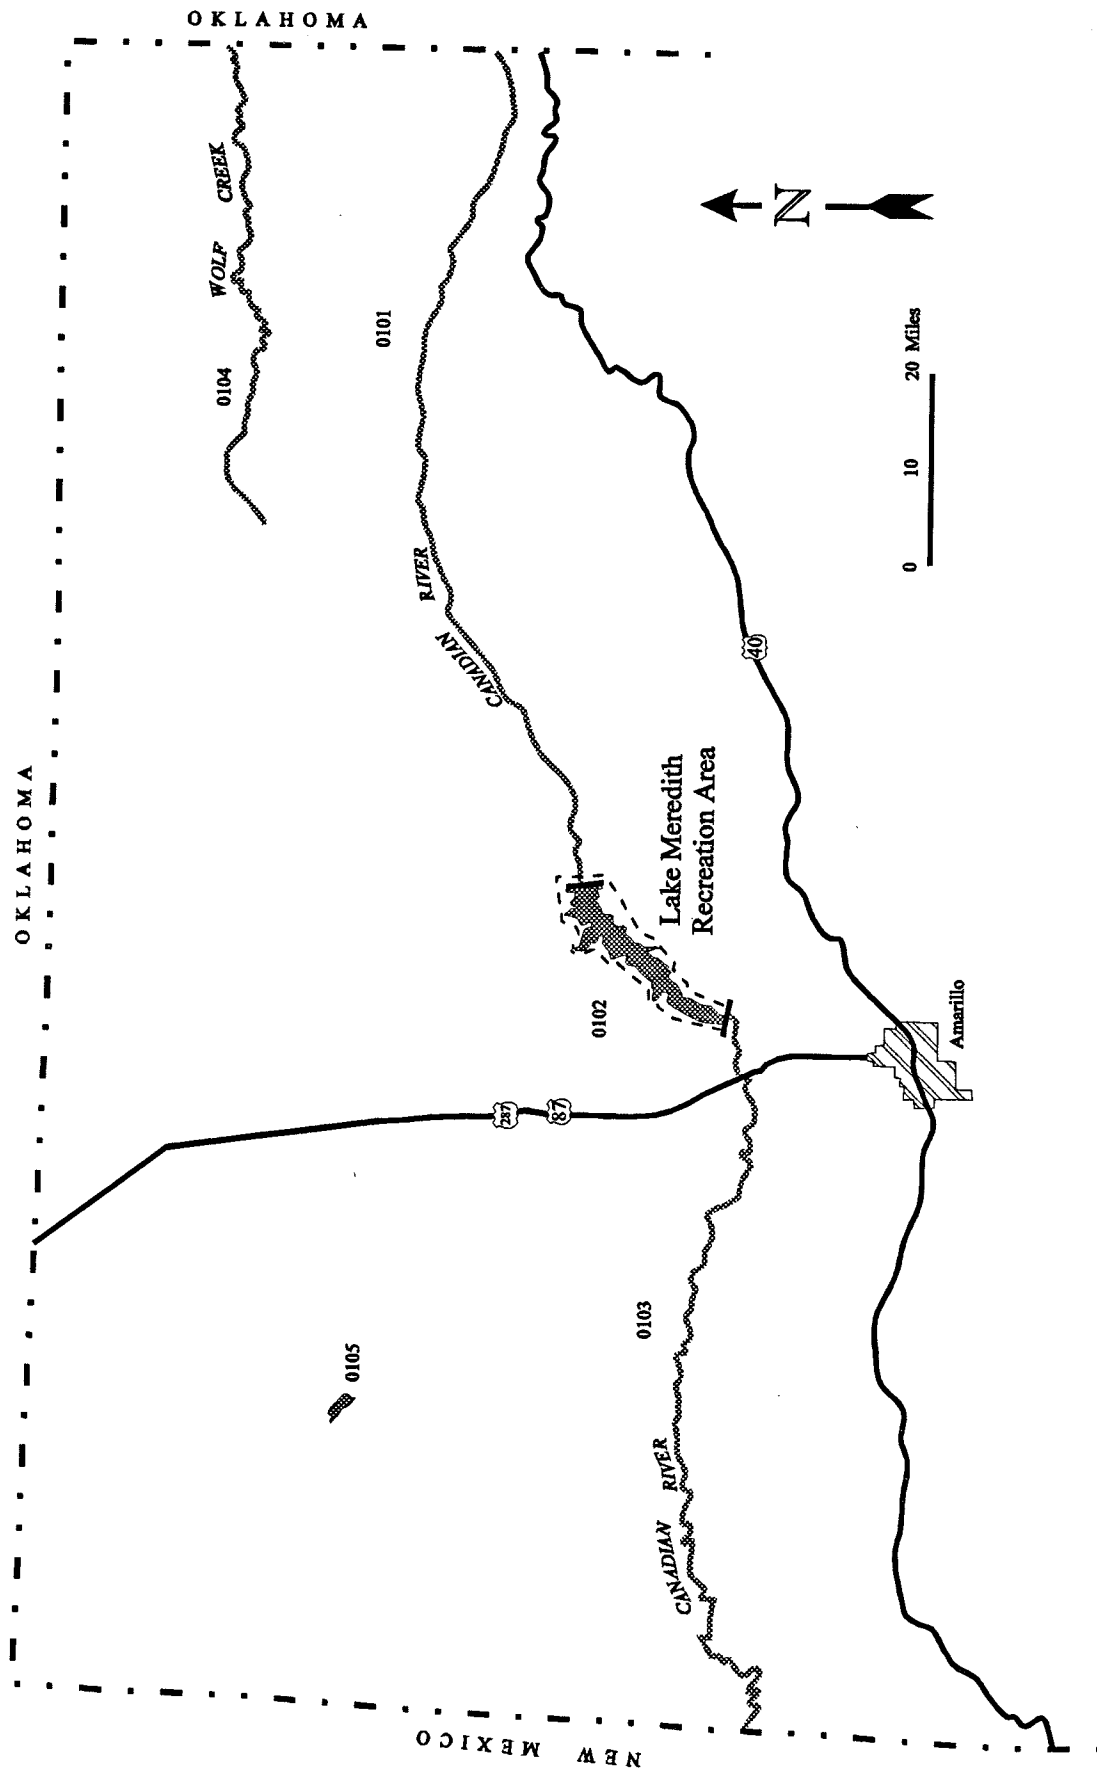 OKLAHOMA
OKLAHOMA
WOLF CREEK
0104
0101
CANADIAN RIVER
N
0 10 20 Miles
40
Lake Meredith
Recreation Area
0102
287
87
Amarillo
0105
0103
CANADIAN RIVER
NEW MEXICO